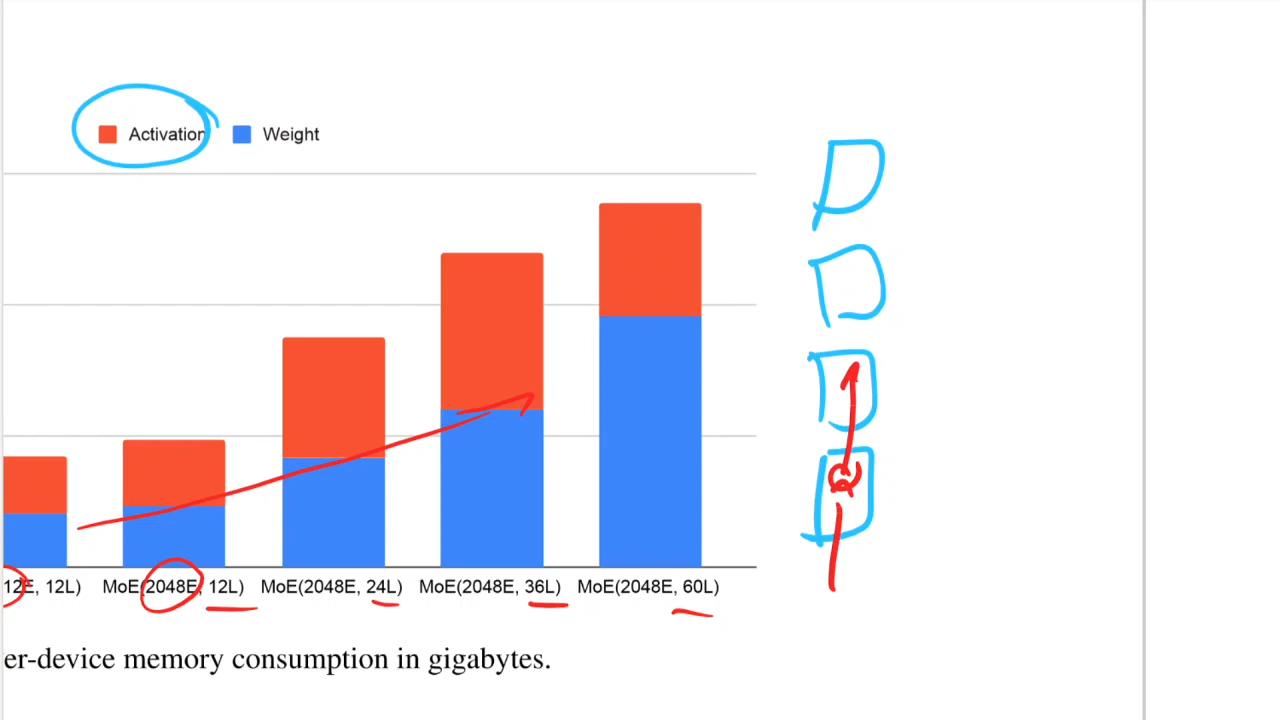 Activation Weight
12E, 12L) MoE(2048E, 12L) MoE(2048E, 24L) MoE(2048E, 36L) MoE(2048E, 60L)
er-device memory consumption in gigabytes.